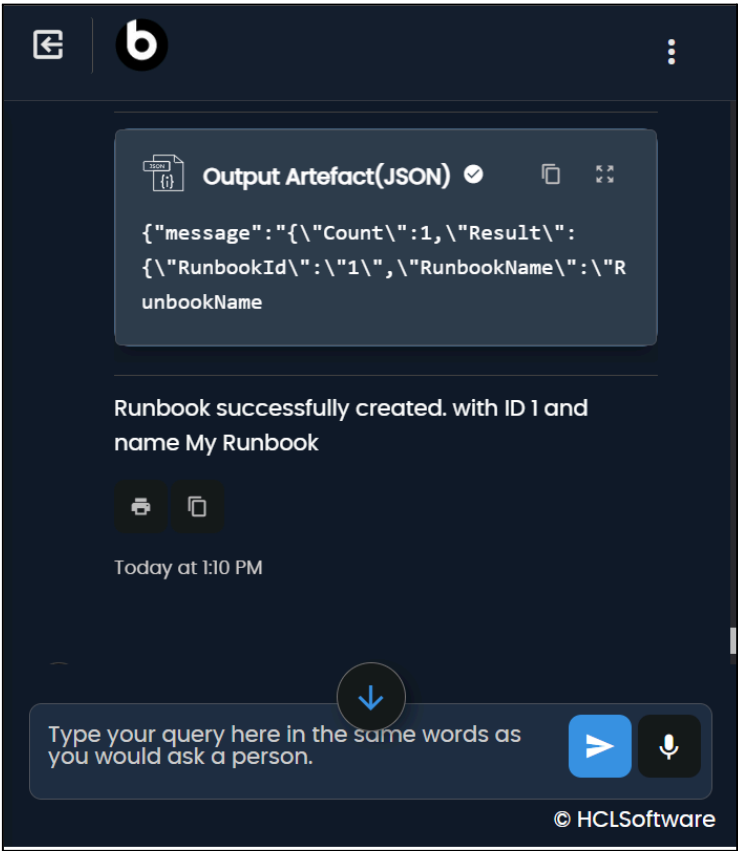 b
JSON
{i}
Output Artefact(JSON)
{"message":"{\"Count\":1,\"Result\":
{\"RunbookId\":\"1\",\"RunbookName\":\"R
unbookName
Runbook successfully created. with ID 1 and
name My Runbook
Today at 1:10 PM
Type your query here in the same words as
you would ask a person.
© HCLSoftware